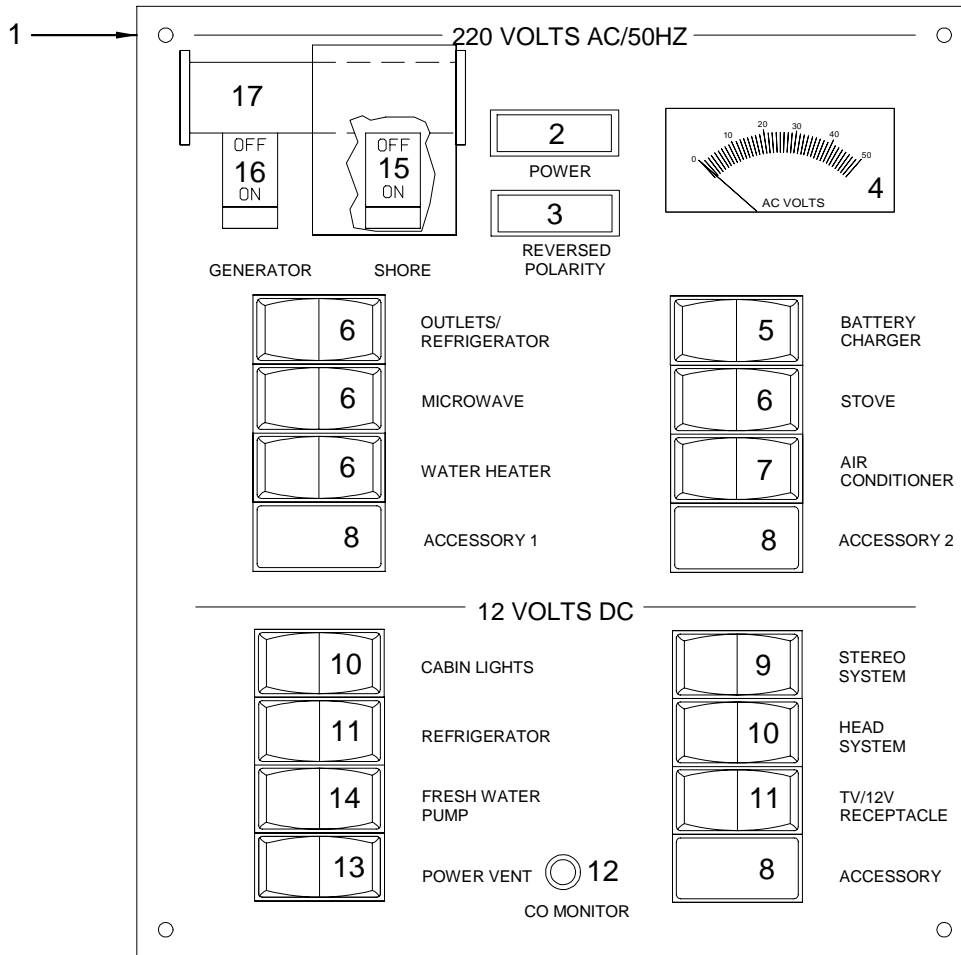 1
220 VOLTS AC/50HZ
17
OFF
16
ON
OFF
15
ON
GENERATOR
SHORE
2
POWER
3
REVERSED
POLARITY
0
10
20
30
40
50
AC VOLTS
4
6
OUTLETS/
REFRIGERATOR
5
BATTERY
CHARGER
6
MICROWAVE
6
STOVE
6
WATER HEATER
7
AIR
CONDITIONER
8
ACCESSORY 1
8
ACCESSORY 2
12 VOLTS DC
10
CABIN LIGHTS
9
STEREO
SYSTEM
11
REFRIGERATOR
10
HEAD
SYSTEM
14
FRESH WATER
PUMP
11
TV/12V
RECEPTACLE
13
POWER VENT
12
CO MONITOR
8
ACCESSORY